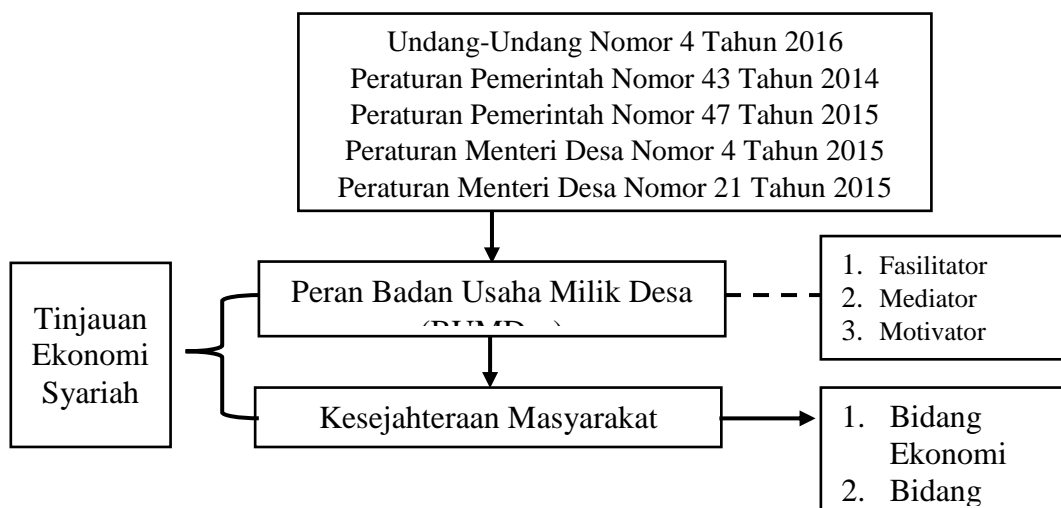 Undang-Undang Nomor 4 Tahun 2016
Peraturan Pemerintah Nomor 43 Tahun 2014
Peraturan Pemerintah Nomor 47 Tahun 2015
Peraturan Menteri Desa Nomor 4 Tahun 2015
Peraturan Menteri Desa Nomor 21 Tahun 2015
Tinjauan
Ekonomi
Syariah
Peran Badan Usaha Milik Desa
1. Fasilitator
2. Mediator
3. Motivator
Kesejahteraan Masyarakat
1. Bidang
Ekonomi
2. Bidang